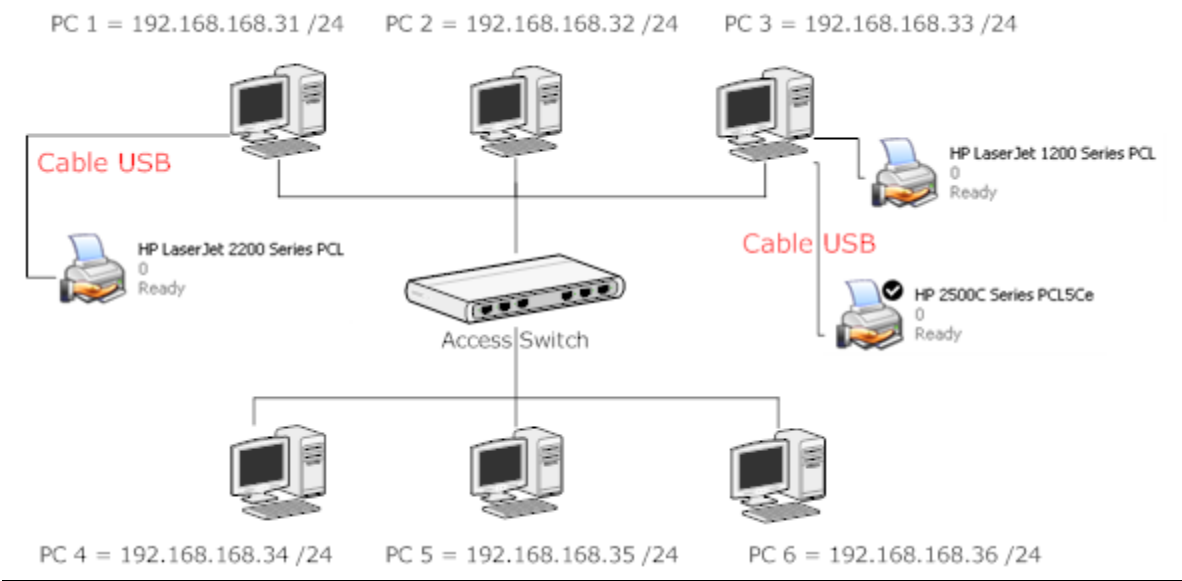 PC 1 = 192.168.168.31 /24
PC 2 = 192.168.168.32 /24
PC 3 = 192.168.168.33 /24
Cable USB
HP LaserJet 1200 Series PCL
0
Ready
HP LaserJet 2200 Series PCL
0
Ready
Cable USB
HP 2500C Series PCL5Ce
0
Ready
Access Switch
PC 4 = 192.168.168.34 /24
PC 5 = 192.168.168.35 /24
PC 6 = 192.168.168.36 /24